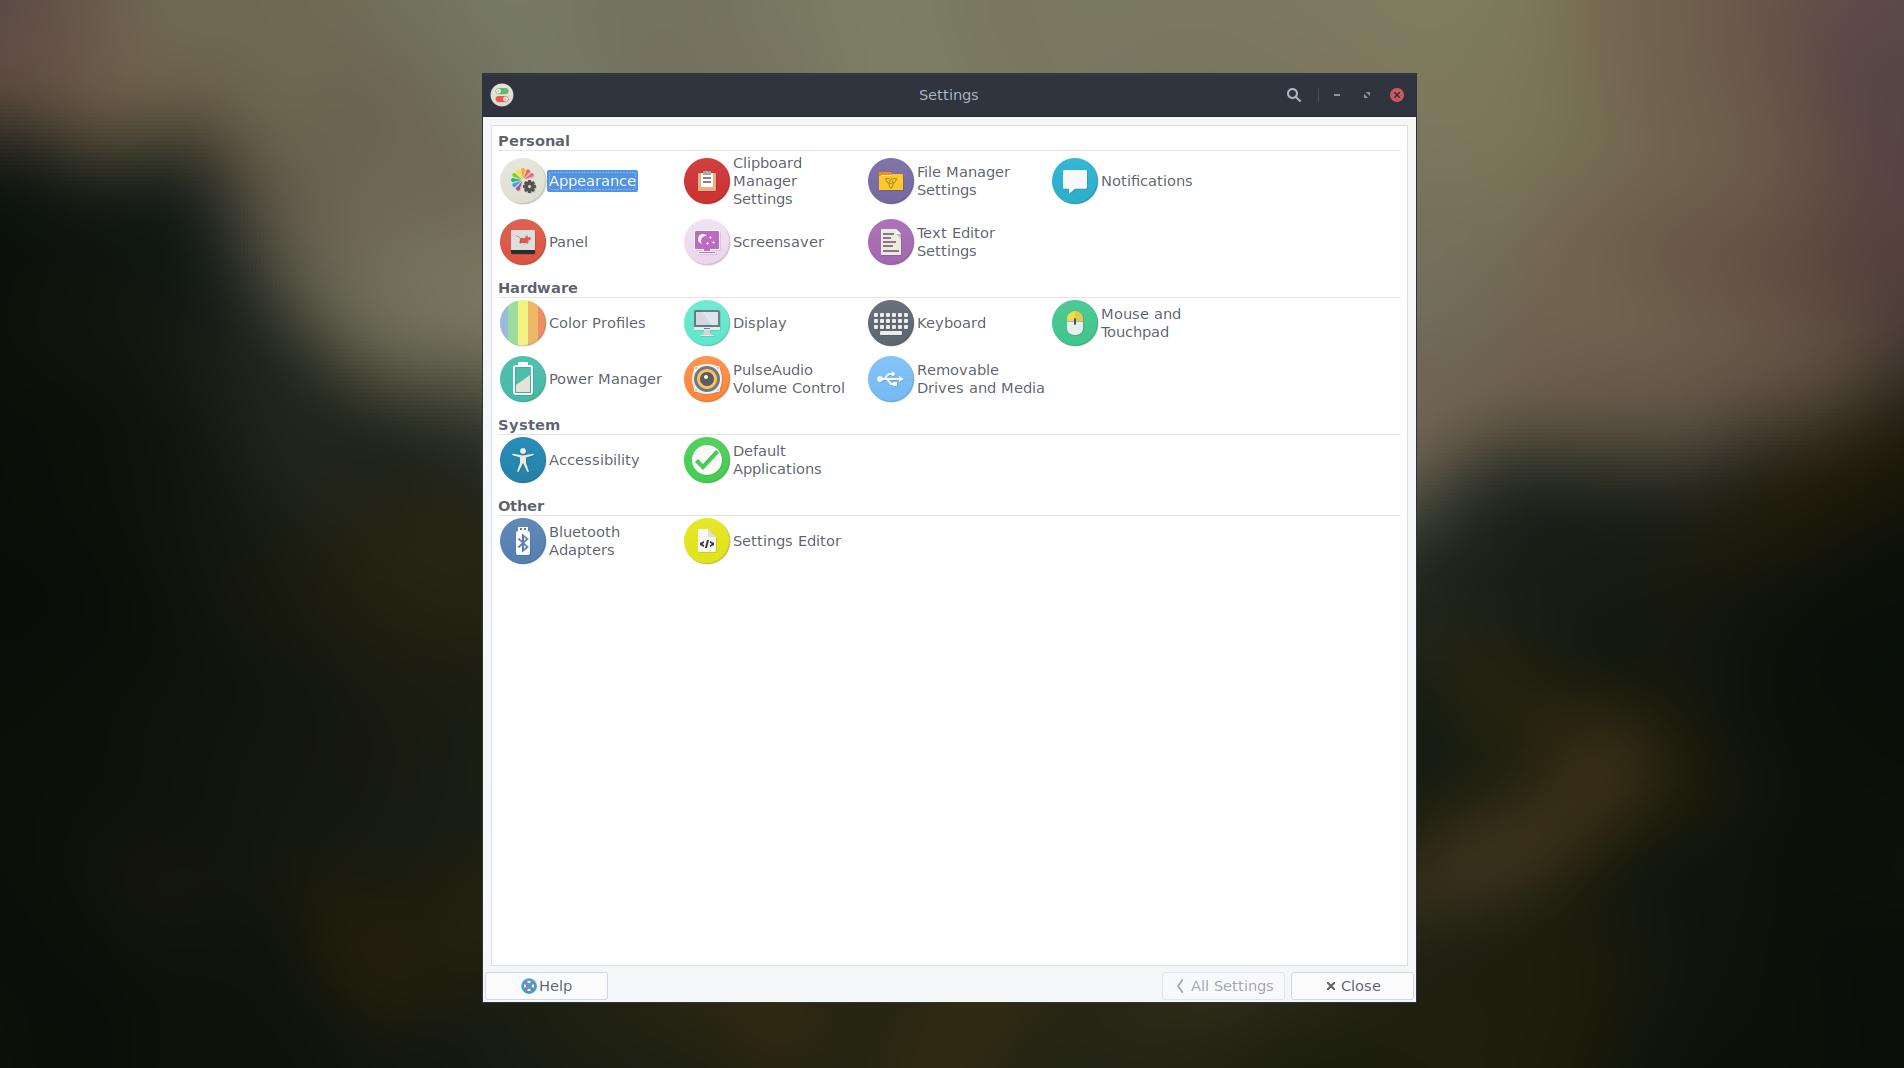 Settings
Personal
Appearance
Clipboard
Manager
Settings
File Manager
Settings
Notifications
Panel
Screensaver
Text Editor
Settings
Hardware
Color Profiles
Display
Keyboard
Mouse and
Touchpad
Power Manager
PulseAudio
Volume Control
Removable
Drives and Media
System
Accessibility
Default
Applications
Other
Bluetooth
Adapters
Settings Editor
Help
All Settings
Close